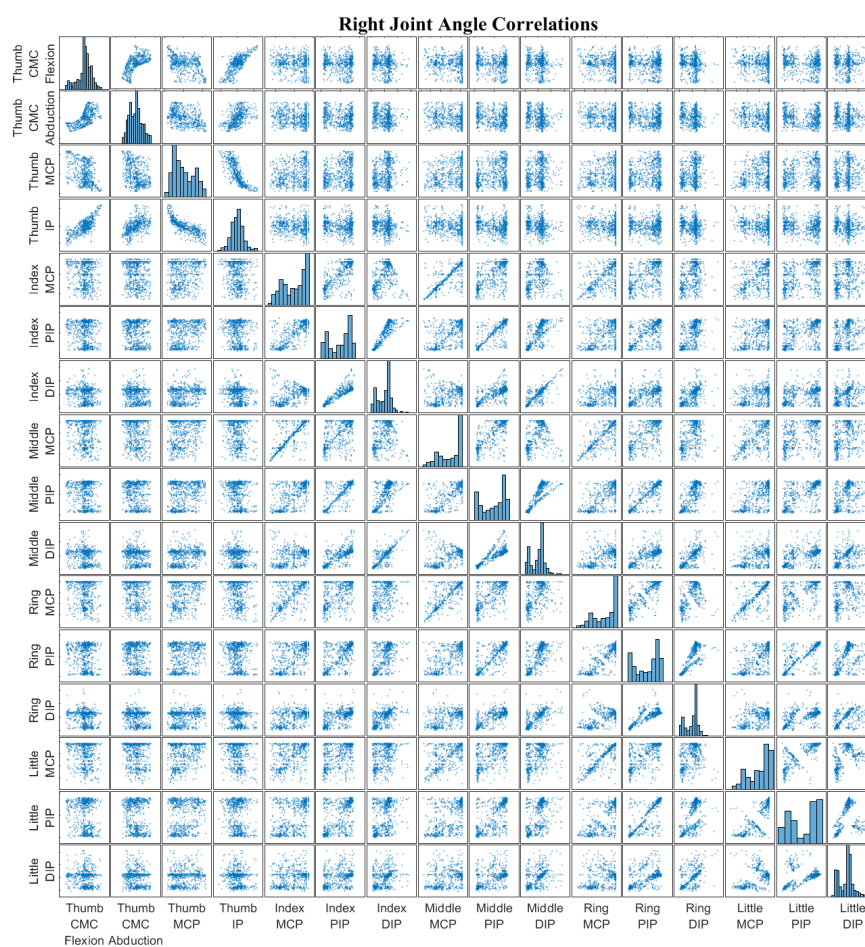 Right Joint Angle Correlations
Thumb
CMC
Flexion
Thumb
CMC
Abduction
Thumb
MCP
Thumb
IP
Index
MCP
Index
PIP
Index
DIP
Middle
MCP
Middle
PIP
Middle
DIP
Ring
MCP
Ring
PIP
Ring
DIP
Little
MCP
Little
PIP
Little
DIP
Thumb Thumb Thumb Thumb Index Index Index Middle Middle Middle Ring Ring Ring Little Little Little
CMC CMC MCP IP MCP PIP DIP MCP PIP DIP MCP PIP DIP MCP PIP DIP
Flexion Abduction